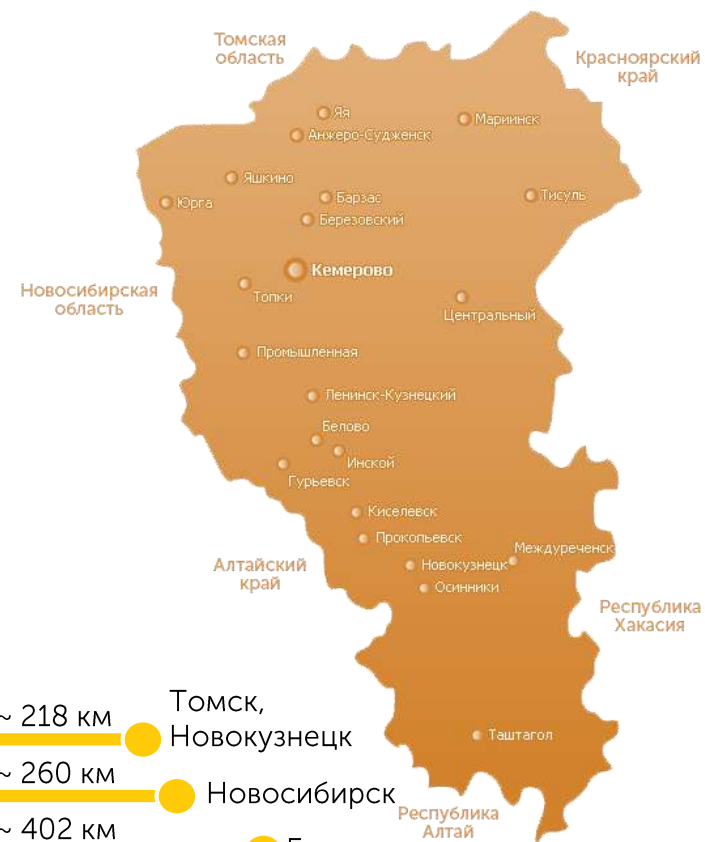 Томская
область
Красноярский
край
Яя
Мариинск
Анжеро-Судженск
Яшкино
Барзас
Тисуль
Юрга
Березовский
Кемерово
Новосибирская
область
Топки
Центральный
Промышленная
Ленинск-Кузнецкий
Белово
Инской
Гурьевск
Киселевск
Прокопьевск
Междуреченск
Новокузнецк
Осинники
Алтайский
край
Республика
Хакасия
~ 218 км
Томск,
Новокузнецк
Таштагол
~ 260 км
Новосибирск
Республика
Алтай
~ 402 км